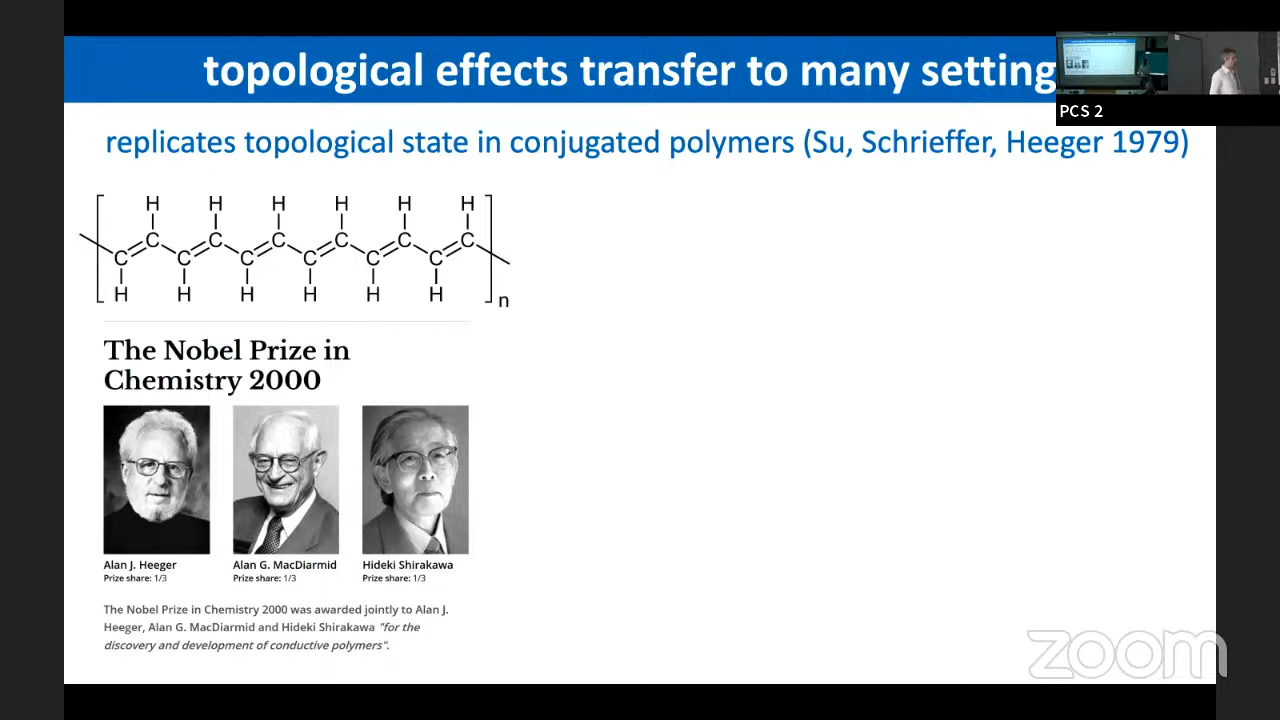 topological effects transfer to many setting
PCS 2
replicates topological state in conjugated polymers (Su, Schrieffer, Heeger 1979)
H H H H H H
C C C C C C
C C C C C C
H H H H H H
n
The Nobel Prize in
Chemistry 2000
Alan J. Heeger
Prize share: 1/3
Alan G. MacDiarmid
Prize share: 1/3
Hideki Shirakawa
Prize share: 1/3
The Nobel Prize in Chemistry 2000 was awarded jointly to Alan J.
Heeger, Alan G. MacDiarmid and Hideki Shirakawa "for the
discovery and development of conductive polymers".
zoom